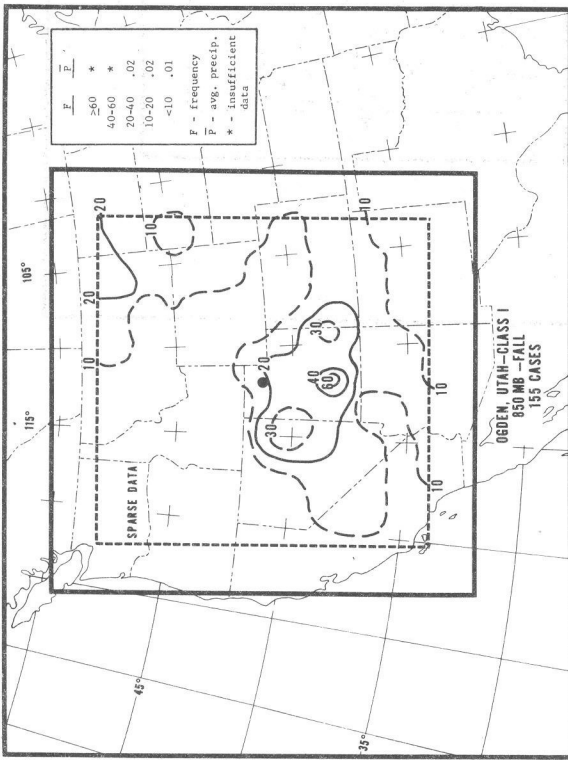 F P
≥60 *
40-60 *
20-40 .02
10-20 .02
<10 .01
F - frequency
P - avg. precip.
* - insufficient
data
115°
105°
45°
35°
SPARSE DATA
10
20
20
10
20
30
30
40
60
10
10
10
OGDEN, UTAH-CLASS I
850 MB -FALL
155 CASES